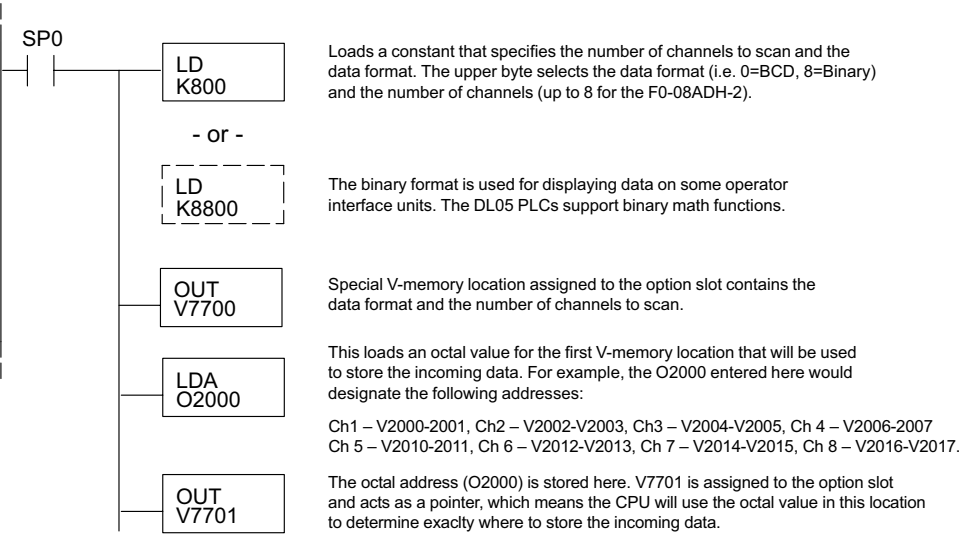 SP0
LD
K800
Loads a constant that specifies the number of channels to scan and the
data format. The upper byte selects the data format (i.e. 0=BCD, 8=Binary)
and the number of channels (up to 8 for the F0-08ADH-2).
- or -
LD
K8800
The binary format is used for displaying data on some operator
interface units. The DL05 PLCs support binary math functions.
OUT
V7700
Special V-memory location assigned to the option slot contains the
data format and the number of channels to scan.
LDA
O2000
This loads an octal value for the first V-memory location that will be used
to store the incoming data. For example, the O2000 entered here would
designate the following addresses:
Ch1 – V2000-2001, Ch2 – V2002-V2003, Ch3 – V2004-V2005, Ch 4 – V2006-2007
Ch 5 – V2010-2011, Ch 6 – V2012-V2013, Ch 7 – V2014-V2015, Ch 8 – V2016-V2017.
OUT
V7701
The octal address (O2000) is stored here. V7701 is assigned to the option slot
and acts as a pointer, which means the CPU will use the octal value in this location
to determine exaclty where to store the incoming data.